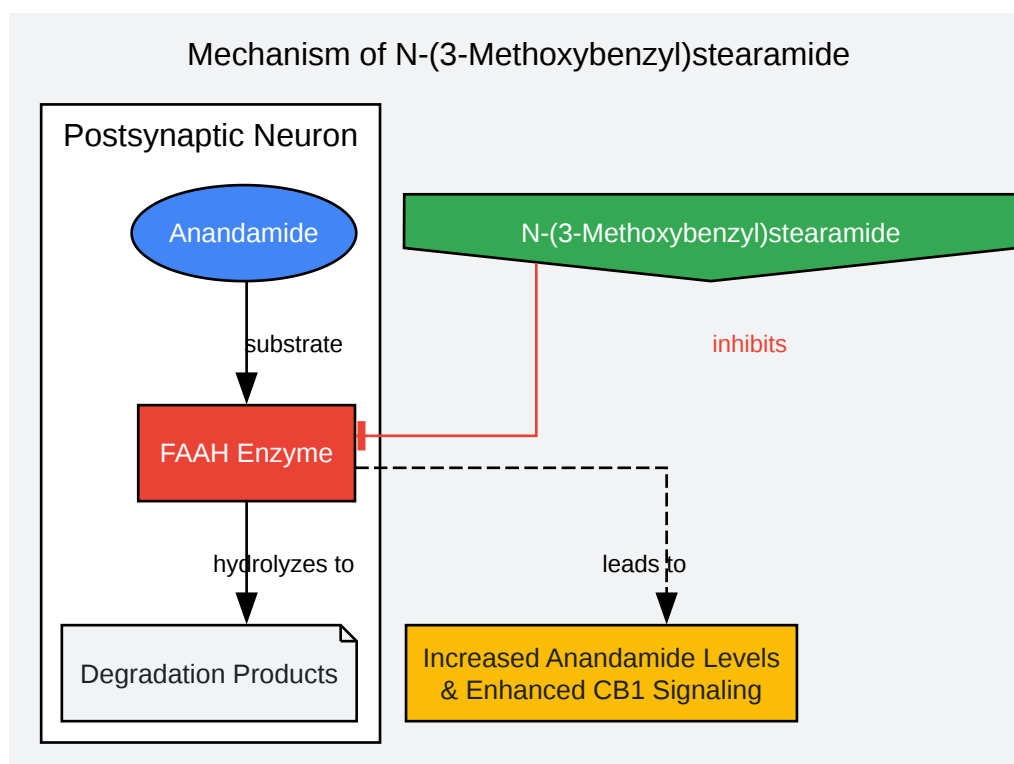 Mechanism of N-(3-Methoxybenzyl)stearamide
Postsynaptic Neuron
Anandamide
N-(3-Methoxybenzyl)stearamide
substrate
inhibits
FAAH Enzyme
hydrolyzes to
leads to
Degradation Products
Increased Anandamide Levels
& Enhanced CB1 Signaling